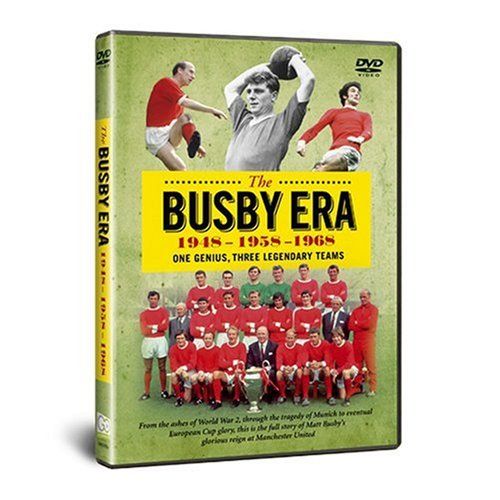 DVD
VIDEO
The
BUSBY ERA
1948 – 1958 – 1968
ONE GENIUS, THREE LEGENDARY TEAMS
From the ashes of World War 2, through the tragedy of Munich to eventual
European Cup glory, this is the full story of Matt Busby's
glorious reign at Manchester United
The
BUSBY ERA
1948 – 1958 – 1968